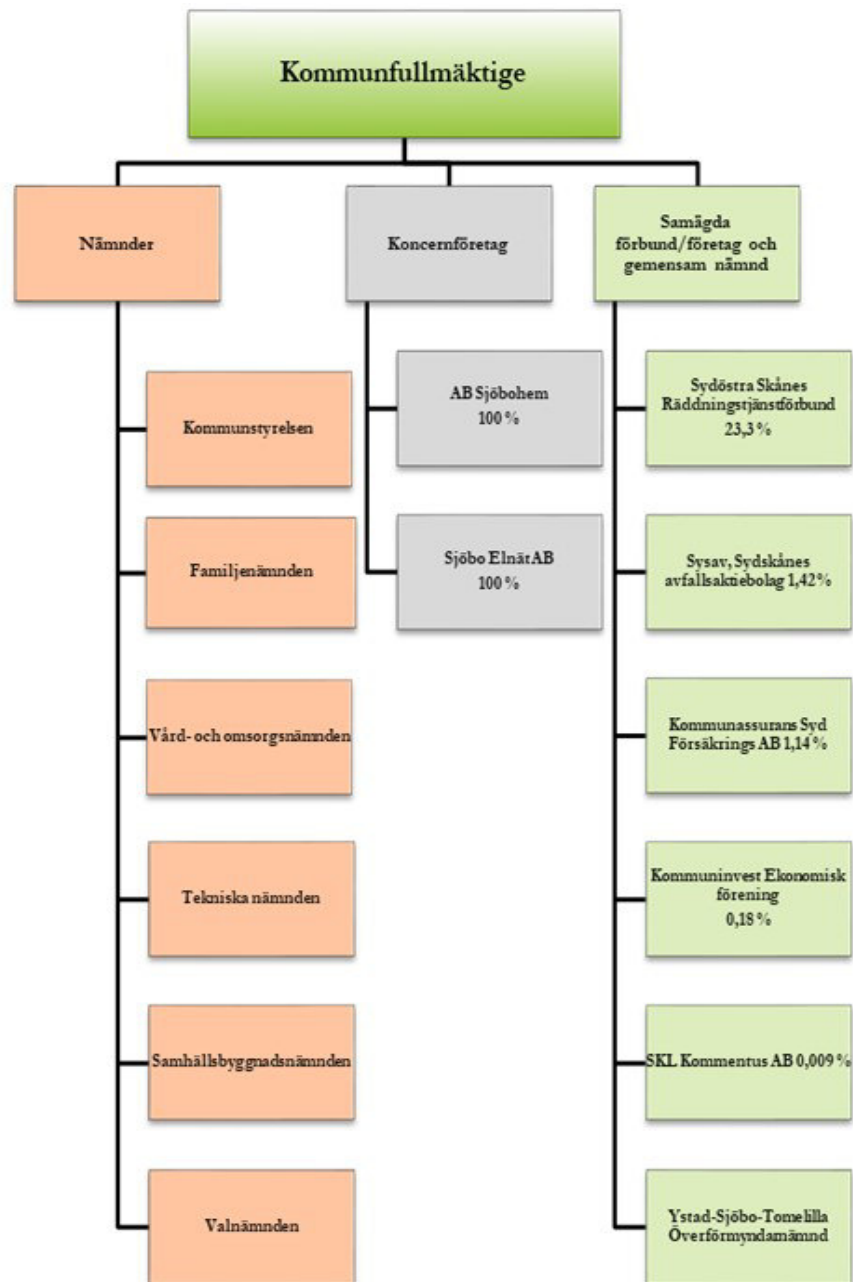 Kommunfullmäktige
Nämnder
Kommunstyrelsen
Familjenämnden
Vård- och omsorgsnämnden
Tekniska nämnden
Samhällsbyggnadsnämnden
Valnämnden
Koncernföretag
AB Sjöbohem
100 %
Sjöbo Elnät AB
100 %
Samägda
förbund/företag och
gemensam nämnd
Sydöstra Skånes
Räddningstjänstförbund
23,3 %
Sysav, Sydskånes
avfallsaktiebolag 1,42%
Kommunassurans Syd
Försäkrings AB 1,14 %
Kommuninvest Ekonomisk
förening
0,18 %
SKL Kommentus AB 0,009 %
Ystad-Sjöbo-Tomelilla
Överförmyndarnämnd